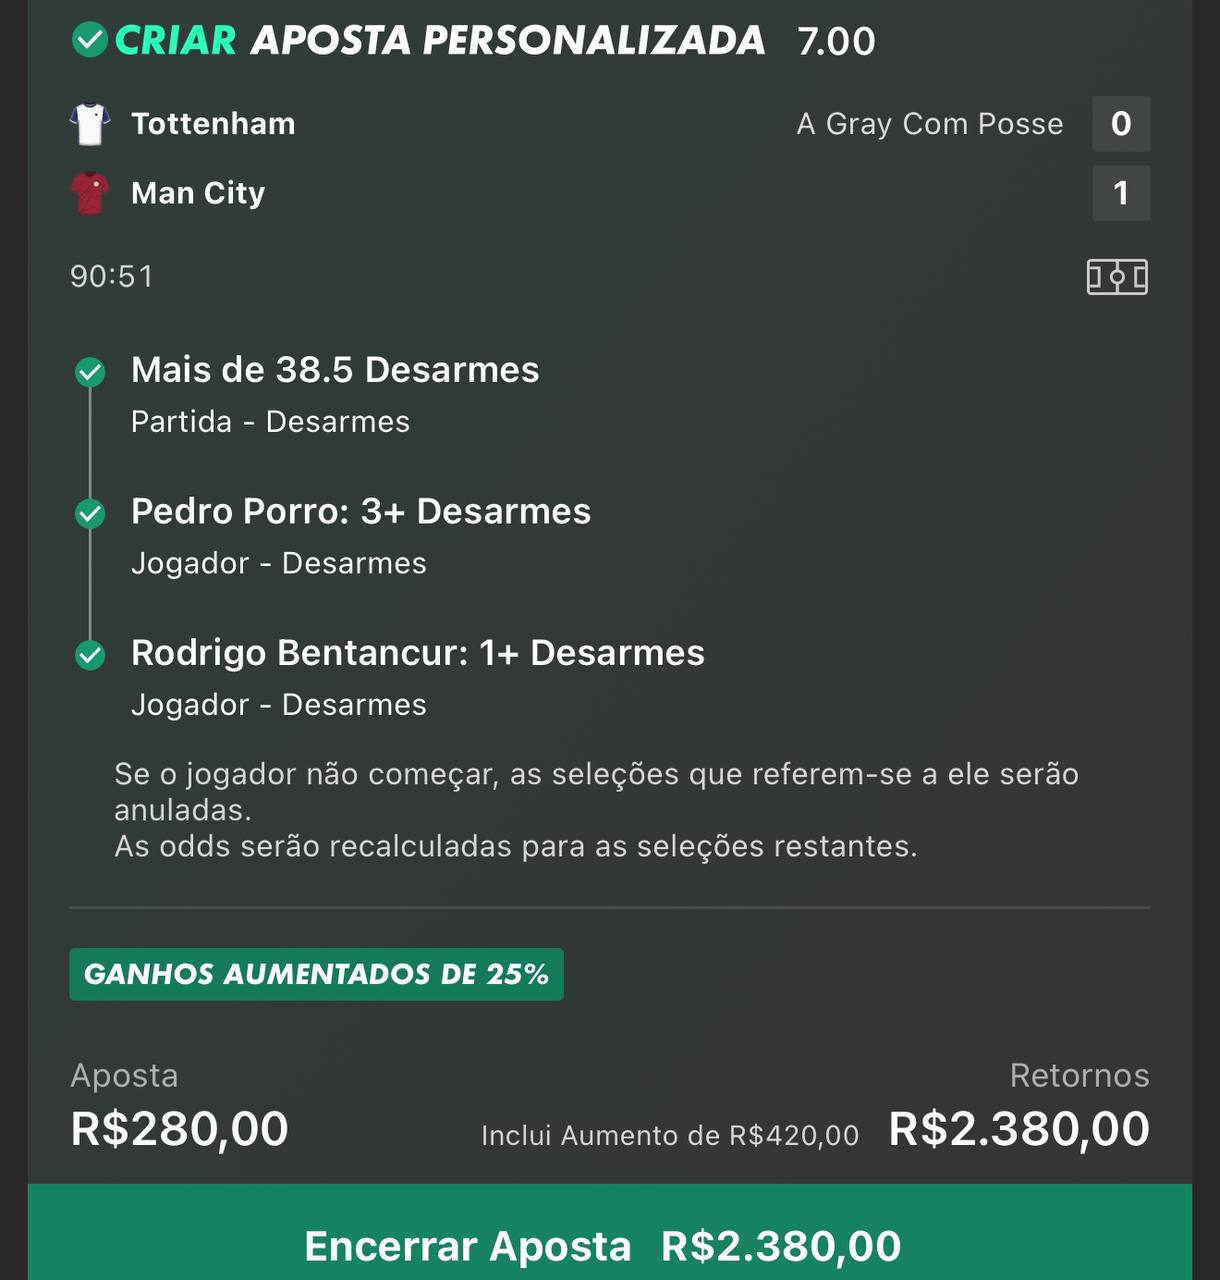 CRIAR APOSTA PERSONALIZADA 7.00
Tottenham A Gray Com Posse 0
Man City 1
90:51
Mais de 38.5 Desarmes
Partida - Desarmes
Pedro Porro: 3+ Desarmes
Jogador - Desarmes
Rodrigo Bentancur: 1+ Desarmes
Jogador - Desarmes
Se o jogador não começar, as seleções que referem-se a ele serão
anuladas.
As odds serão recalculadas para as seleções restantes.
GANHOS AUMENTADOS DE 25%
Aposta Retornos
R$280,00 Inclui Aumento de R$420,00 R$2.380,00
Encerrar Aposta R$2.380,00